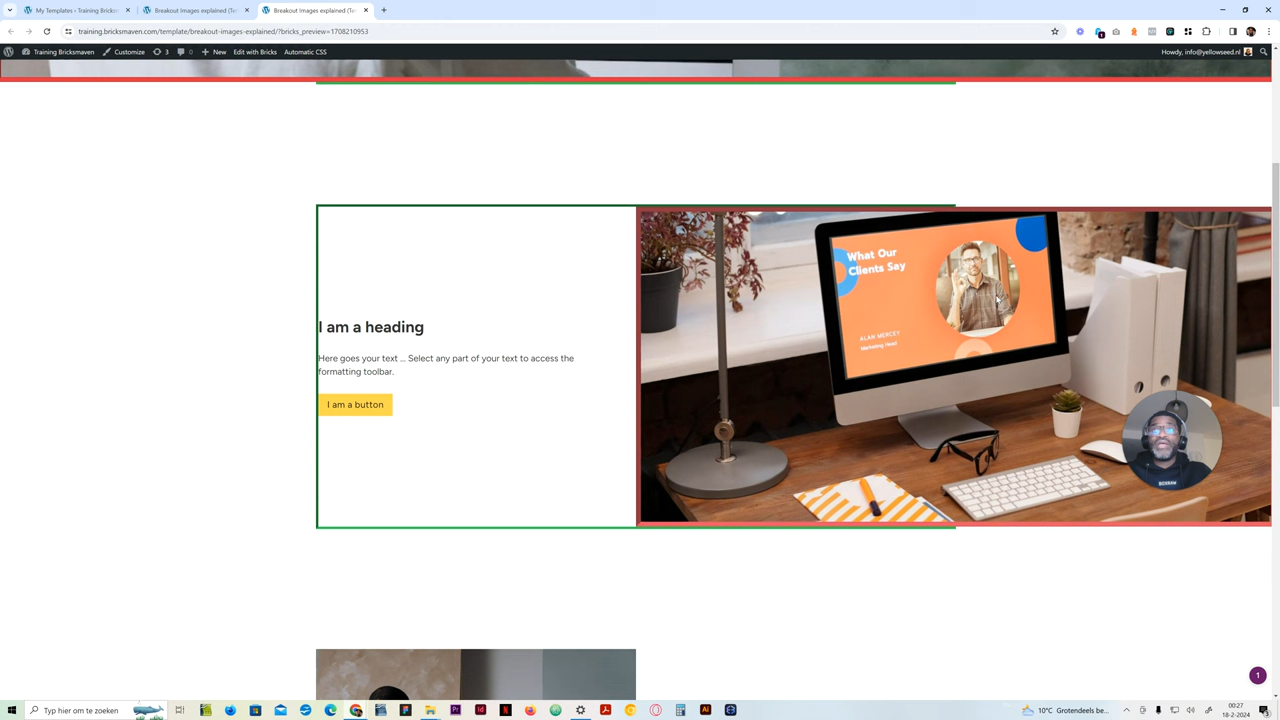 My Templates ‹ Training Bricksm
Breakout Images explained (Tem
Breakout Images explained (Tem
training.bricksmaven.com/template/breakout-images-explained/?bricks_preview=1708210953
Training Bricksmaven
Customize
3
0
New
Edit with Bricks
Automatic CSS
Howdy, info@yellowseed.nl
What Our
Clients Say
ALAN MERCEY
Marketing Head
I am a heading
Here goes your text ... Select any part of your text to access the
formatting toolbar.
I am a button
1
Typ hier om te zoeken
10°C Grotendeels be...
00:27
18-2-2024